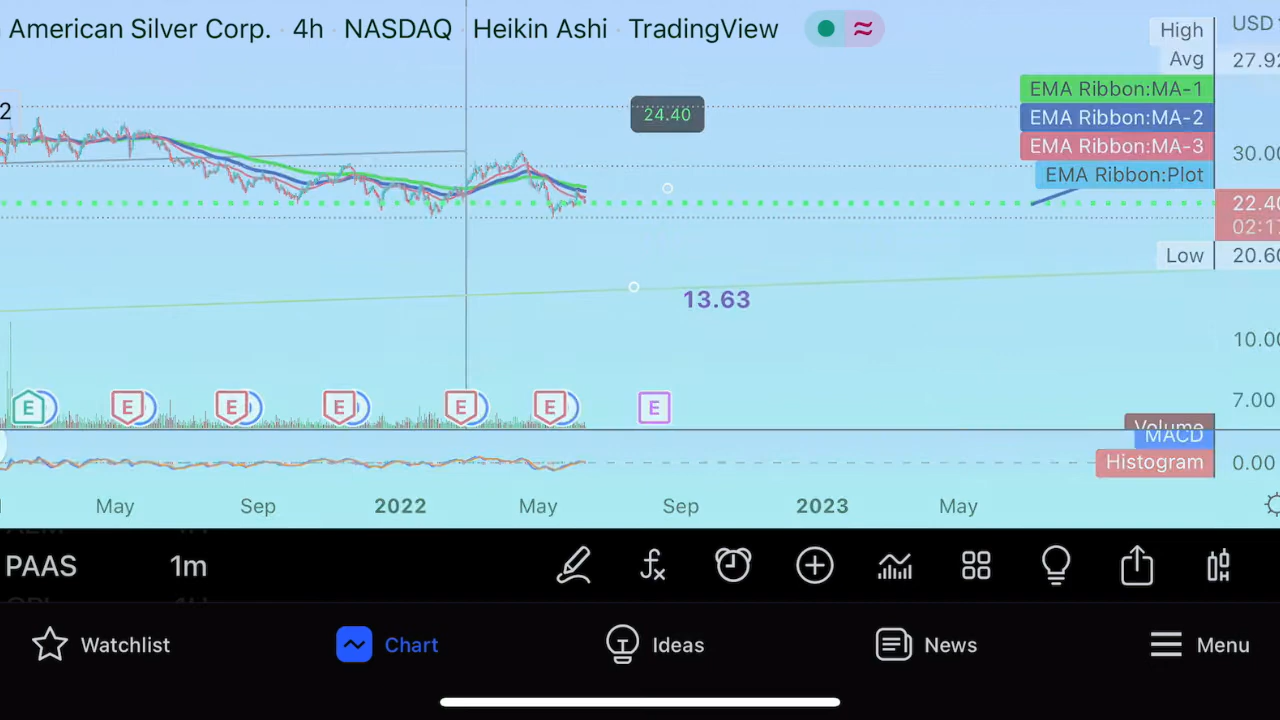 American Silver Corp. · 4h · NASDAQ · Heikin Ashi · TradingView
≈
USD
High
Avg
27.92
EMA Ribbon:MA-1
2
24.40
EMA Ribbon:MA-2
EMA Ribbon:MA-3
30.00
EMA Ribbon:Plot
22.40
02:17
Low
20.60
13.63
10.00
7.00
E
E
E
E
E
E
E
Volume
MACD
Histogram
0.00
May
Sep
2022
May
Sep
2023
May
PAAS
1m
Watchlist
Chart
Ideas
News
Menu